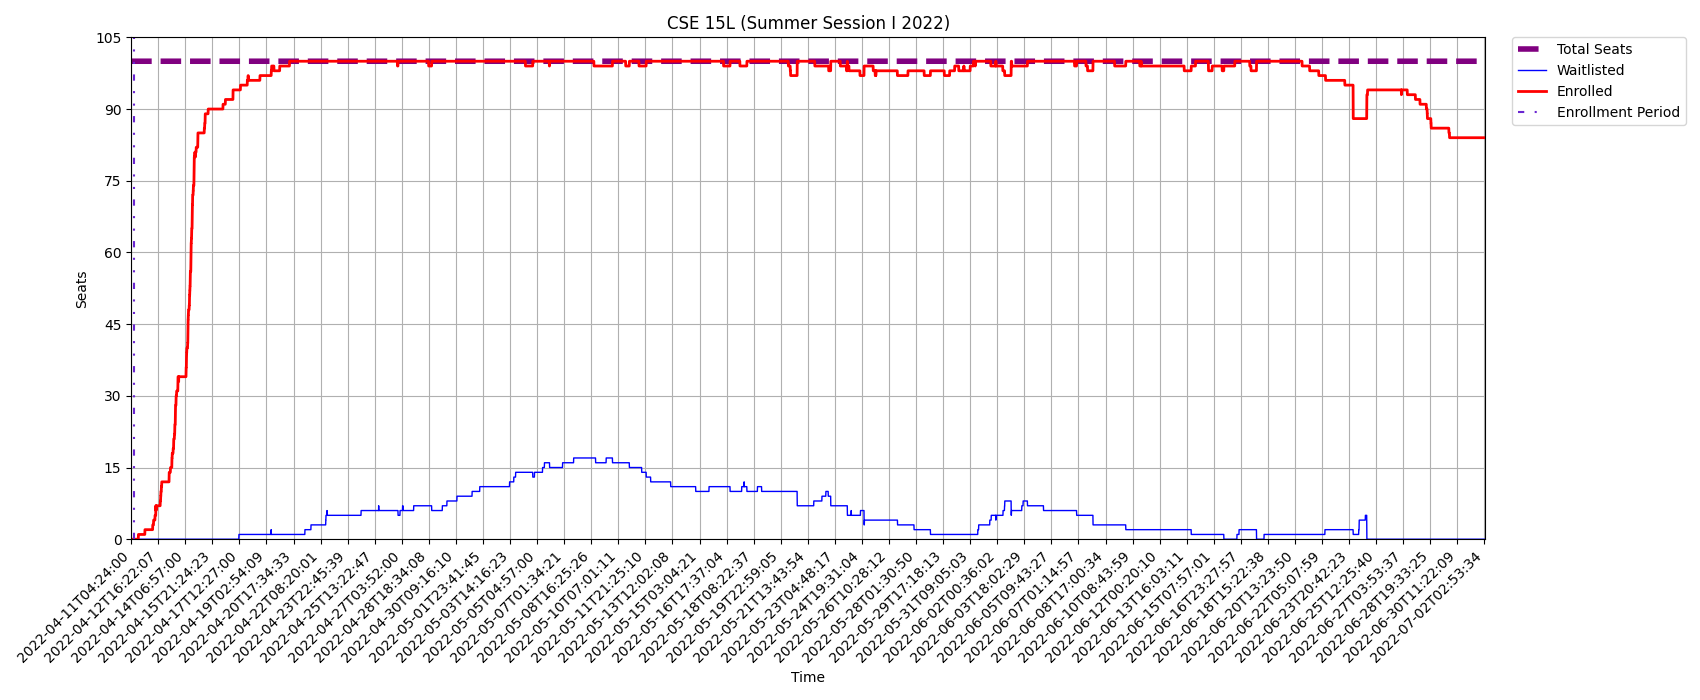 CSE 15L (Summer Session I 2022)
Total Seats
Waitlisted
Enrolled
Enrollment Period
Seats
105
90
75
60
45
30
15
0
2022-04-11T04:24:00
2022-04-12T16:22:07
2022-04-14T06:57:00
2022-04-15T21:24:23
2022-04-17T12:27:00
2022-04-19T02:54:09
2022-04-20T17:34:33
2022-04-22T08:20:01
2022-04-23T22:45:39
2022-04-25T13:22:47
2022-04-27T03:52:00
2022-04-28T18:34:08
2022-04-30T09:16:10
2022-05-01T23:41:45
2022-05-03T14:16:23
2022-05-05T04:57:00
2022-05-07T01:34:21
2022-05-08T16:25:26
2022-05-10T07:01:11
2022-05-11T21:25:10
2022-05-13T12:02:08
2022-05-15T03:04:21
2022-05-16T17:37:04
2022-05-18T08:22:37
2022-05-19T22:59:05
2022-05-21T13:43:54
2022-05-23T04:48:17
2022-05-24T19:31:04
2022-05-26T10:28:12
2022-05-28T01:30:50
2022-05-29T17:18:13
2022-05-31T09:05:03
2022-06-02T00:36:02
2022-06-03T18:02:29
2022-06-05T09:43:27
2022-06-07T01:14:57
2022-06-08T17:00:34
2022-06-10T08:43:59
2022-06-12T00:20:10
2022-06-13T16:03:11
2022-06-15T07:57:01
2022-06-16T23:27:57
2022-06-18T15:22:38
2022-06-20T13:23:50
2022-06-22T05:07:59
2022-06-23T20:42:23
2022-06-25T12:25:40
2022-06-27T03:53:37
2022-06-28T19:33:25
2022-06-30T11:22:09
2022-07-02T02:53:34
Time